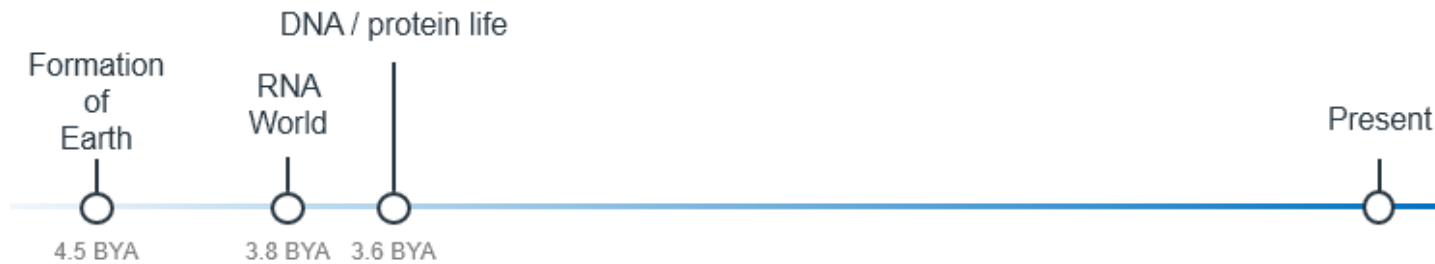 DNA / protein life
Formation
of
Earth
RNA
World
Present
4.5 BYA
3.8 BYA
3.6 BYA